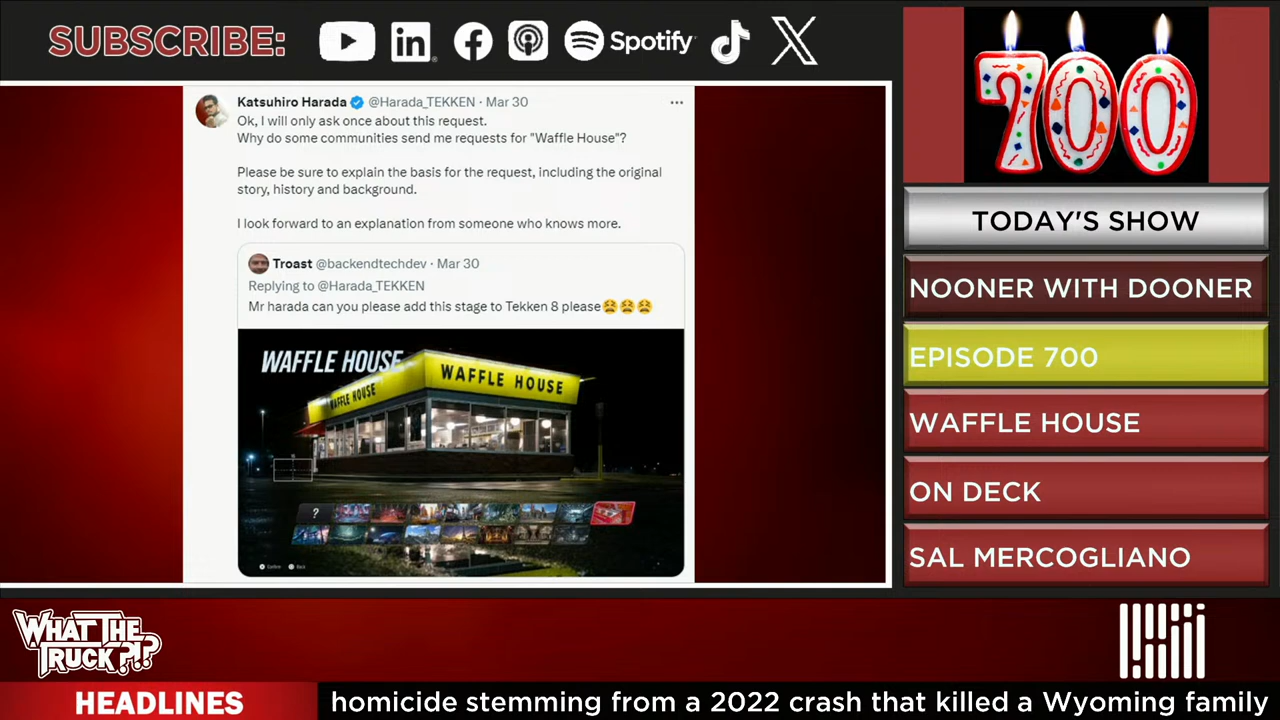 SUBSCRIBE:
Spotify
700
Katsuhiro Harada @Harada_TEKKEN · Mar 30
Ok, I will only ask once about this request.
Why do some communities send me requests for "Waffle House"?
Please be sure to explain the basis for the request, including the original
story, history and background.
I look forward to an explanation from someone who knows more.
Troast @backendtechdev · Mar 30
Replying to @Harada_TEKKEN
Mr harada can you please add this stage to Tekken 8 please😫😫😫
WAFFLE HOUSE
WAFFLE HOUSE
WAFFLE HOUSE
?
Confirm Back
TODAY'S SHOW
NOONER WITH DOONER
EPISODE 700
WAFFLE HOUSE
ON DECK
SAL MERCOGLIANO
WHAT THE
TRUCK?!?
HEADLINES
homicide stemming from a 2022 crash that killed a Wyoming family